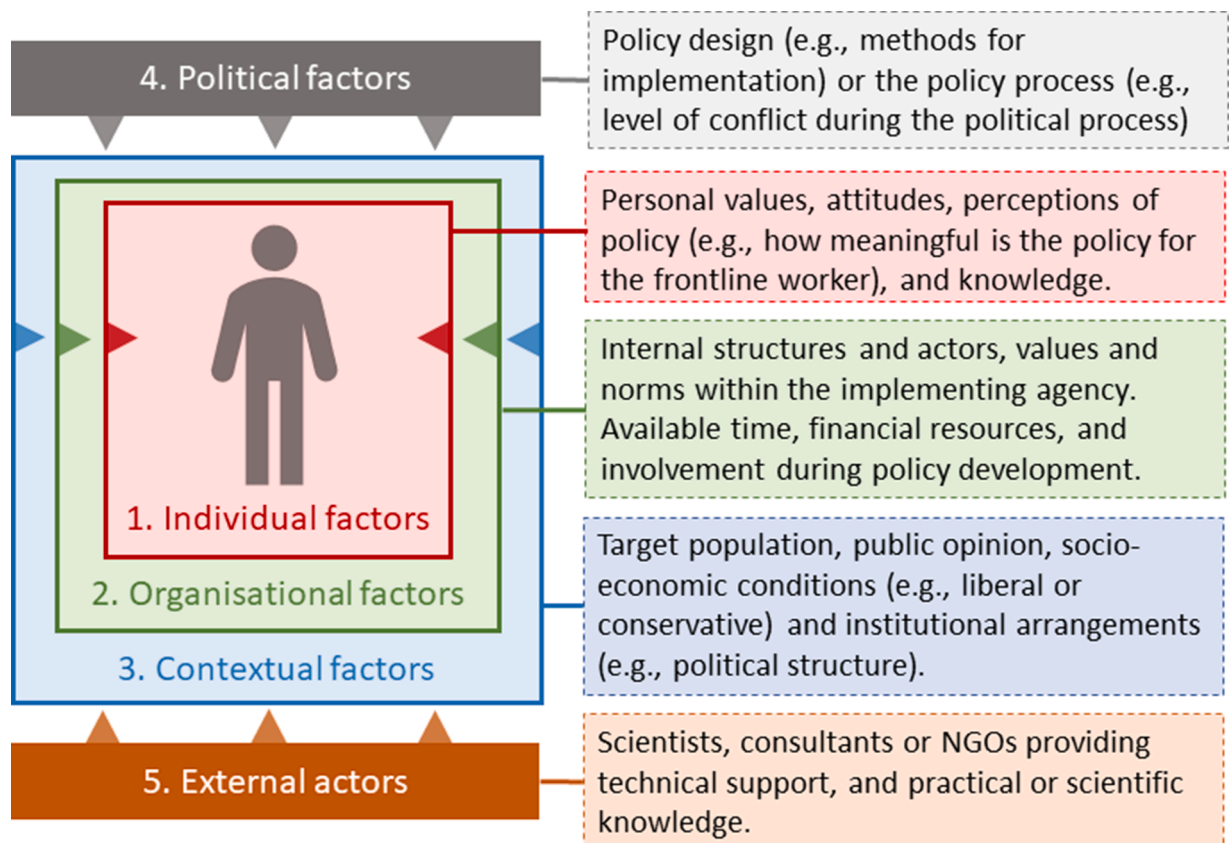 4. Political factors
Policy design (e.g., methods for
implementation) or the policy process (e.g.,
level of conflict during the political process)
Personal values, attitudes, perceptions of
policy (e.g., how meaningful is the policy for
the frontline worker), and knowledge.
1. Individual factors
Internal structures and actors, values and
norms within the implementing agency.
Available time, financial resources, and
involvement during policy development.
2. Organisational factors
Target population, public opinion, socio-
economic conditions (e.g., liberal or
conservative) and institutional arrangements
(e.g., political structure).
3. Contextual factors
5. External actors
Scientists, consultants or NGOs providing
technical support, and practical or scientific
knowledge.